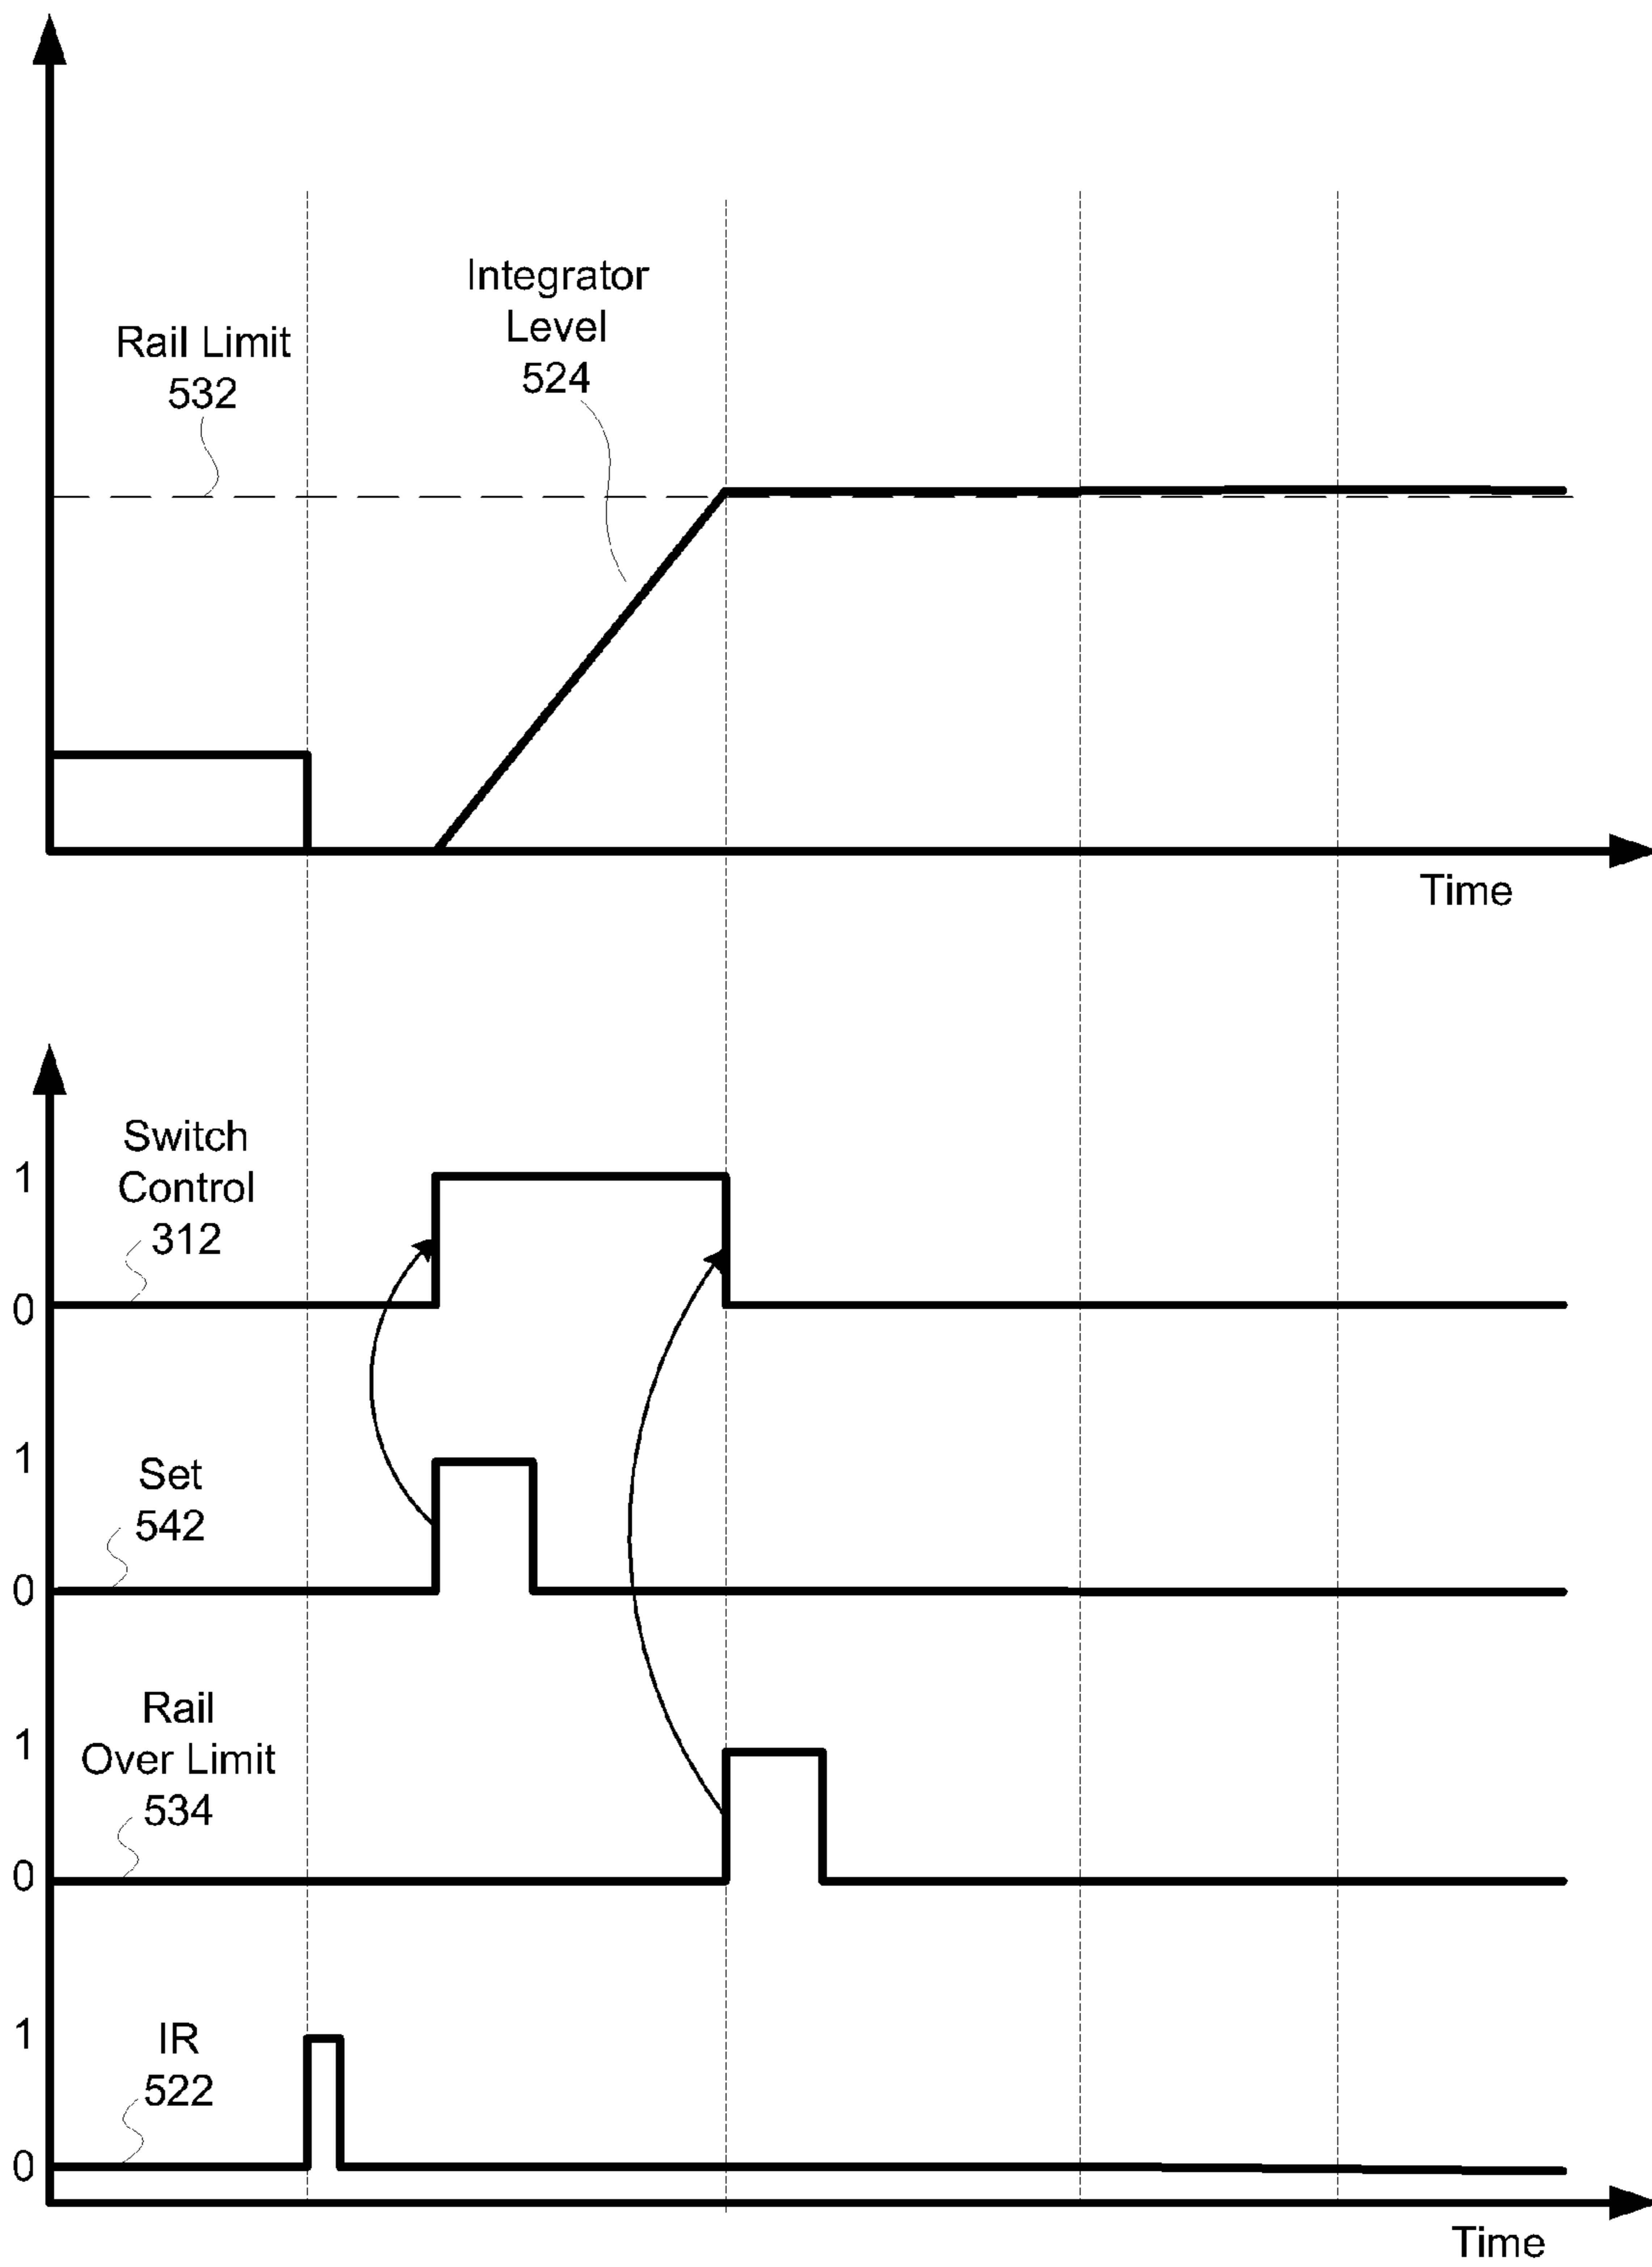 Integrator
Level
524
Rail Limit
532
Time
Switch
Control
312
1
0
Set
542
1
0
Rail
Over Limit
534
1
0
IR
522
1
0
Time